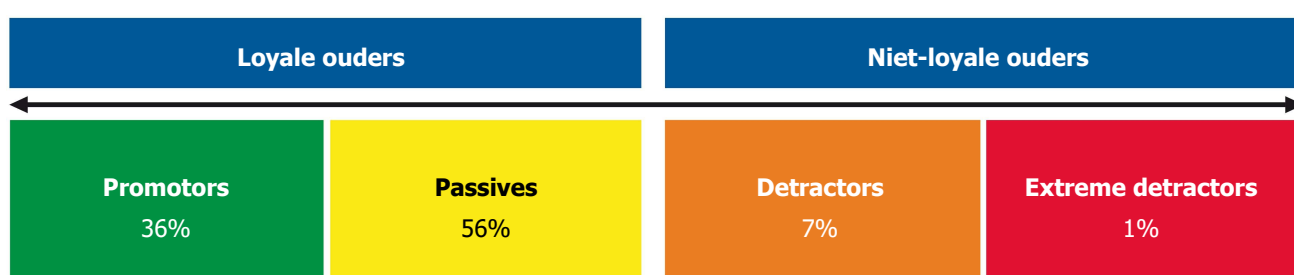 Loyale ouders
Niet-loyale ouders
Promotors
36%
Passives
56%
Detractors
7%
Extreme detractors
1%